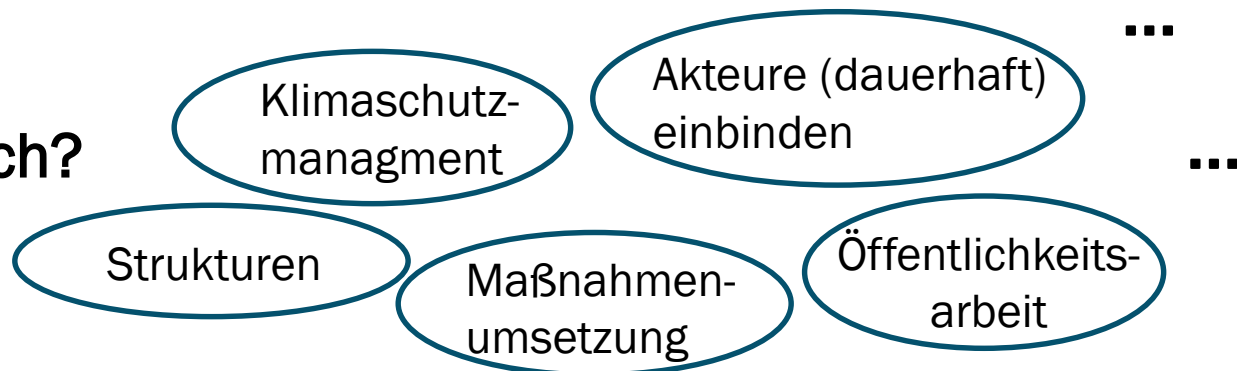 ...
Klimaschutz-
managment
Akteure (dauerhaft)
einbinden
ch?
...
Strukturen
Maßnahmen-
umsetzung
Öffentlichkeits-
arbeit